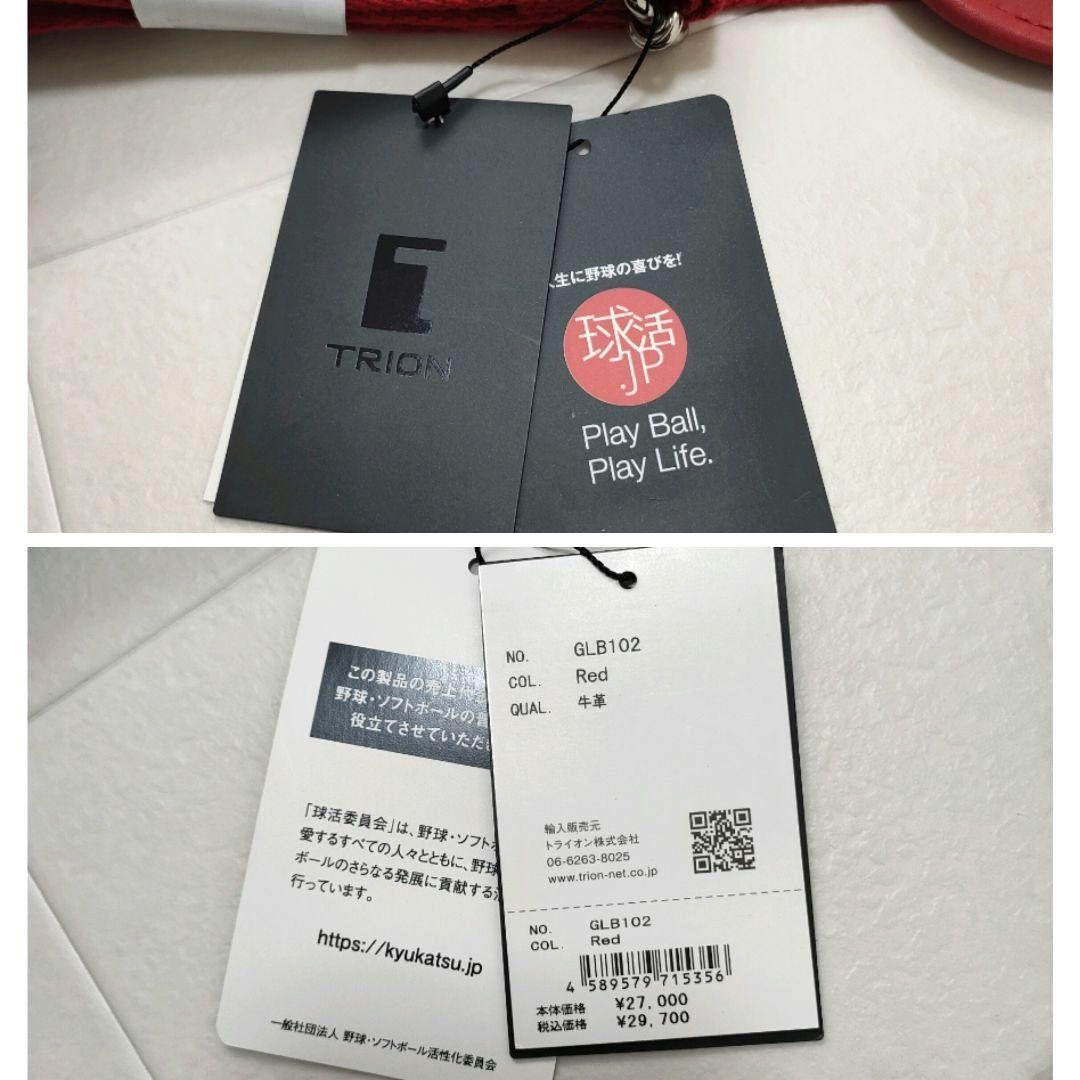 TRION
人生に野球の喜びを!
球活
.JP
Play Ball,
Play Life.
この製品の売上
野球・ソフトボールの
役立てさせていただ
「球活委員会」は、野球・ソフト
愛するすべての人々とともに、野球
ボールのさらなる発展に貢献する
行っています。
https://kyukatsu.jp
一般社団法人 野球・ソフトボール活性化委員会
NO. GLB102
COL. Red
QUAL. 牛革
輸入販売元
トライオン株式会社
06-6263-8025
www.trion-net.co.jp
NO. GLB102
COL. Red
4 589579 715356
本体価格 ¥27,000
税込価格 ¥29,700